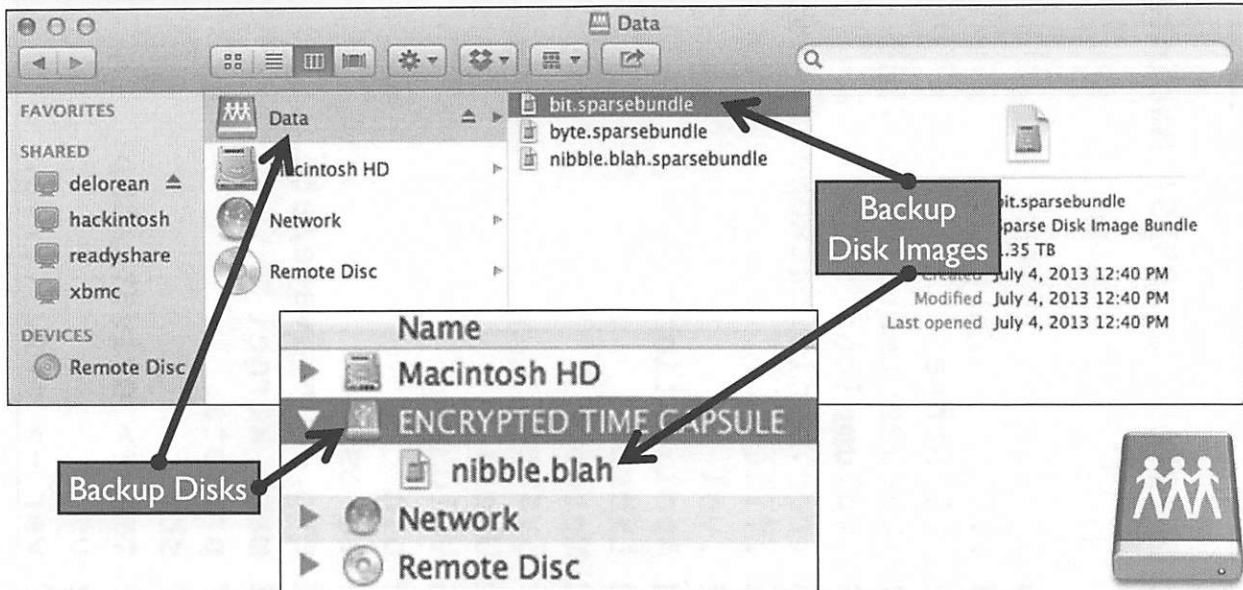 Data
FAVORITES
SHARED
delorean
hackintosh
readyshare
xbmc
DEVICES
Remote Disc
Data
Macintosh HD
Network
Remote Disc
bit.sparsebundle
byte.sparsebundle
nibble.blah.sparsebundle
Backup
Disk Images
bit.sparsebundle
Sparse Disk Image Bundle
.35 TB
Created July 4, 2013 12:40 PM
Modified July 4, 2013 12:40 PM
Last opened July 4, 2013 12:40 PM
Name
Macintosh HD
ENCRYPTED TIME CAPSULE
nibble.blah
Network
Remote Disc
Backup Disks